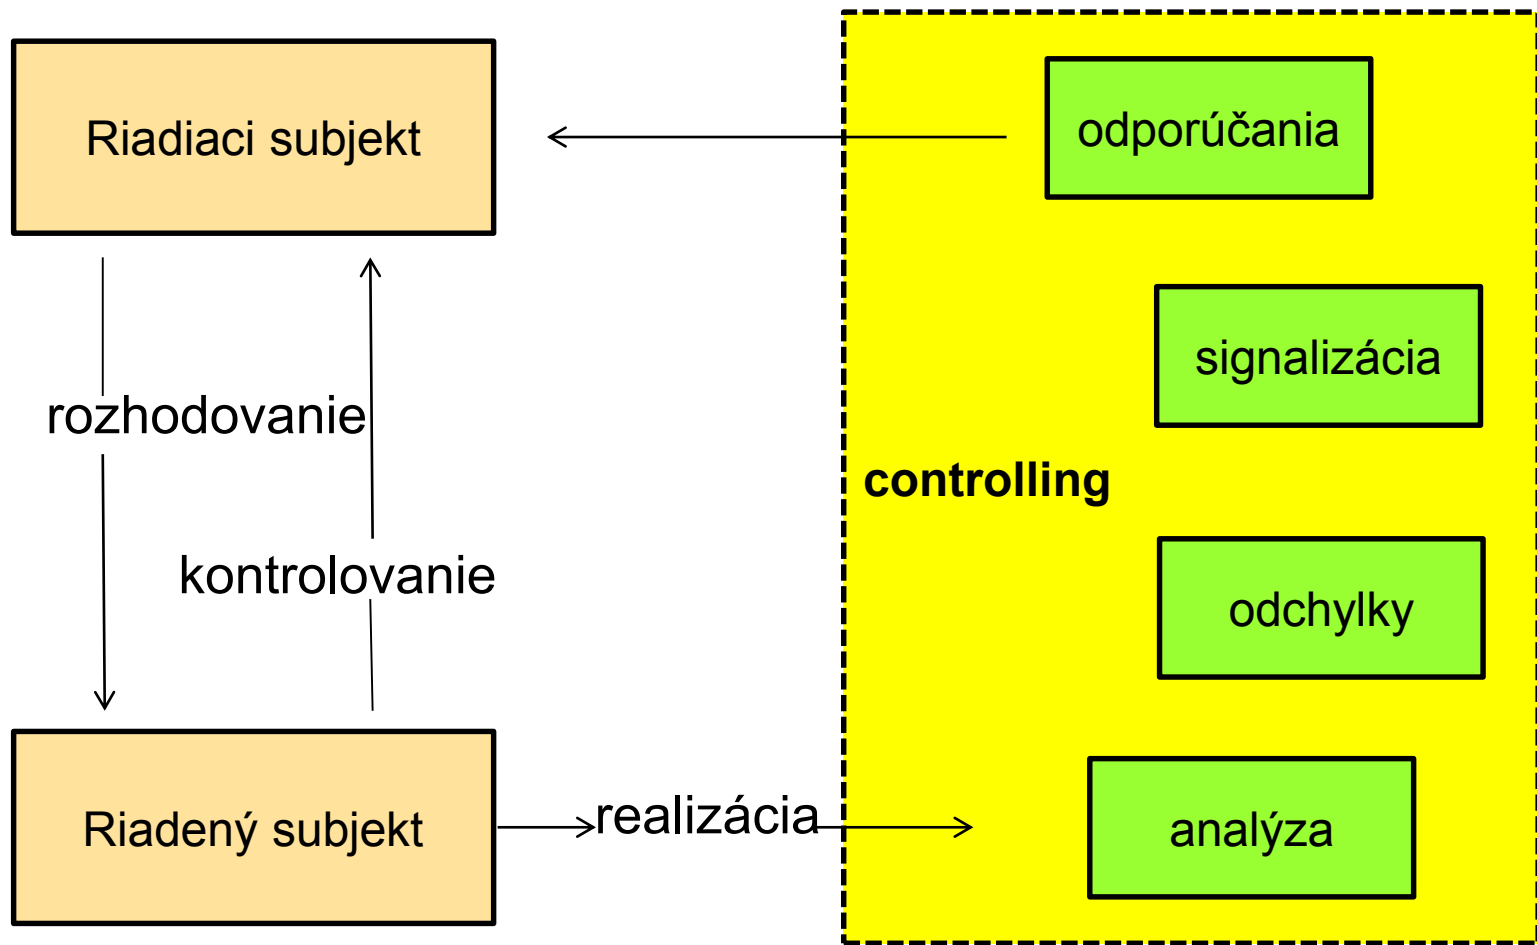 Riadiaci subjekt
odporúčania
signalizácia
rozhodovanie
controlling
kontrolovanie
odchylky
Riadený subjekt
realizácia
analýza